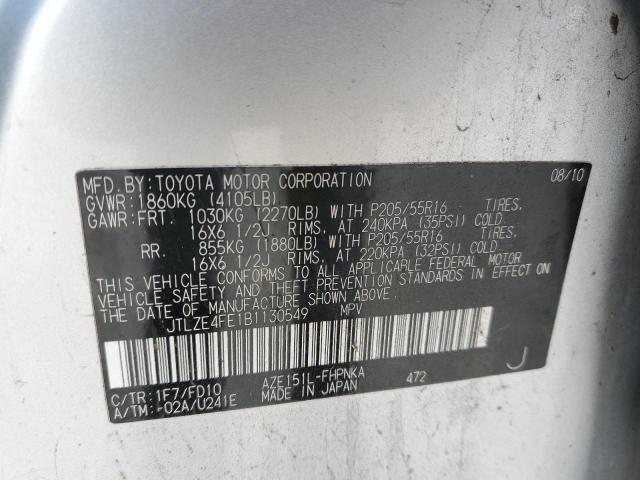 MFD. BY: TOYOTA MOTOR CORPORATION 08/10
GVWR: 1860KG (4105LB)
GAWR: FRT. 1030KG (2270LB) WITH P205/55R16 TIRES,
16X6 1/2J RIMS, AT 240KPA (35PSI) COLD.
RR. 855KG (1880LB) WITH P205/55R16 TIRES,
16X6 1/2J RIMS, AT 220KPA (32PSI) COLD.
THIS VEHICLE CONFORMS TO ALL APPLICABLE FEDERAL MOTOR
VEHICLE SAFETY AND THEFT PREVENTION STANDARDS IN EFFECT ON
THE DATE OF MANUFACTURE SHOWN ABOVE.
JTLZE4FE1B1130549 MPV
J
C/TR: 1F7/FD10 AZE151L-FHPNKA 472
A/TM: -02A/U241E MADE IN JAPAN